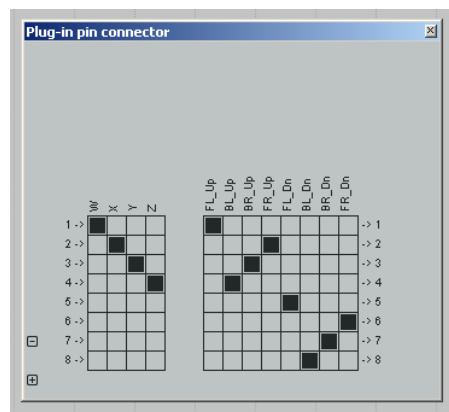 Plug-in pin connector
W X Y Z FL_Up BL_Up BR_Up FR_Up FL_Dn BL_Dn BR_Dn FR_Dn
1 -> -> 1
2 -> -> 2
3 -> -> 3
4 -> -> 4
5 -> -> 5
6 -> -> 6
7 -> -> 7
8 -> -> 8